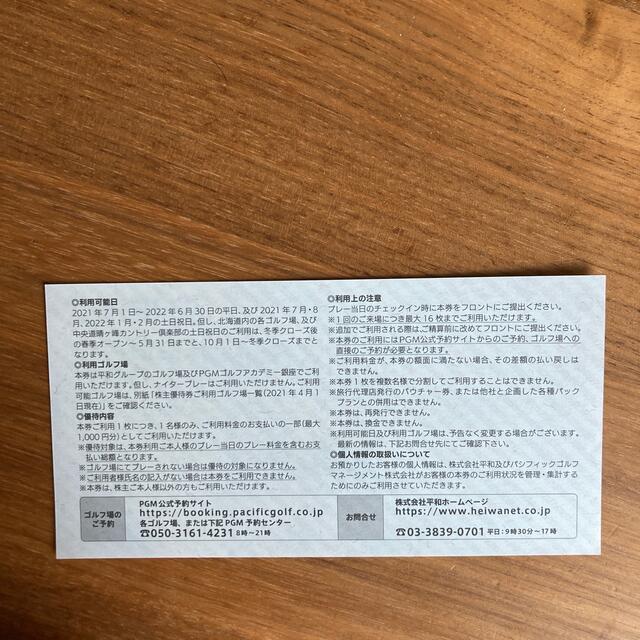 ◎利用可能日
2021年7月1日~2022年6月30日の平日、及び2021年7月・8
月、2022年1月・2月の土日祝日。但し、北海道内の各ゴルフ場、及び
中央道晴ヶ峰カントリー倶楽部の土日祝日のご利用は、冬季クローズ後
の春季オープン~5月31日までと、10月1日~冬季クローズまでと
なります。
◎利用ゴルフ場
本券は平和グループのゴルフ場及びPGMゴルフアカデミー銀座でご利
用いただけます。但し、ナイタープレーはご利用いただけません。ご利用
可能ゴルフ場は、別紙「株主優待券ご利用ゴルフ場一覧(2021年4月1
日現在)」をご確認ください。
◎優待内容
本券ご利用1枚につき、1名様のみ、ご利用料金のお支払いの一部(最大
1,000円分)としてご利用いただけます。
※優待対象は、本券利用ご本人様のプレー当日のプレー料金を含むお支
払い総額となります。
※ゴルフ場にてプレーされない場合は優待の対象になりません。
※ご利用者様氏名の記入がない場合は本券をご利用できません。
※本券は、株主ご本人様以外の方もご利用いただけます。
◎利用上の注意
プレー当日のチェックイン時に本券をフロントにご提出ください。
※1回のご来場につき最大16枚までご利用いただけます。
※追加でご利用される際は、ご精算前に改めてフロントにご提出ください。
※本券のご利用にはPGM公式予約サイトからのご予約、ゴルフ場への
直接のご予約が必要となります。
※ご利用料金が、本券の額面に満たない場合、その差額の払い戻しは
できません。
※本券1枚を複数名様で分割してご利用することはできません。
※旅行代理店発行のバウチャー券、または他社と企画した各種パック
プランとの併用はできません。
※本券は、再発行できません。
※本券は、換金できません。
※利用可能日及び利用ゴルフ場は、予告なく変更する場合がございます。
最新の情報は、下記お問合せ先にてご確認下さい。
◎個人情報の取扱いについて
お預かりしたお客様の個人情報は、株式会社平和及びパシフィックゴルフ
マネージメント株式会社がお客様の本券のご利用状況を管理・集計する
ためにのみご利用させていただきます。
ゴルフ場の
ご予約
PGM公式予約サイト
https://booking.pacificgolf.co.jp
各ゴルフ場、または下記PGM予約センター
☎050-3161-4231 8時~21時
お問合せ
株式会社平和ホームページ
https://www.heiwanet.co.jp
☎03-3839-0701 平日:9時30分~17時